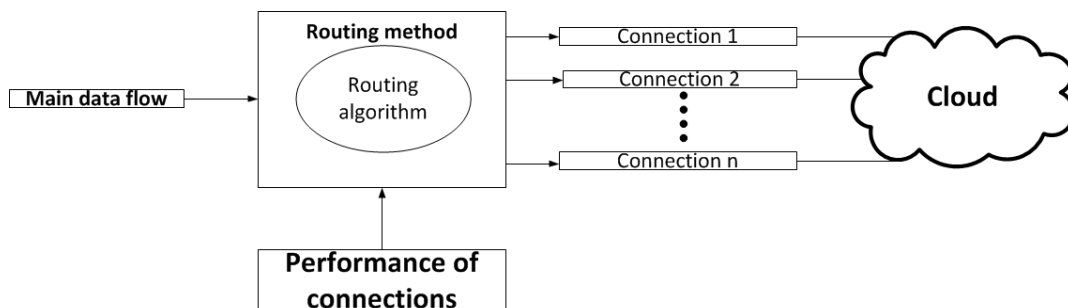 Main data flow
Routing method
Routing
algorithm
Performance of
connections
Connection 1
Connection 2
Connection n
Cloud